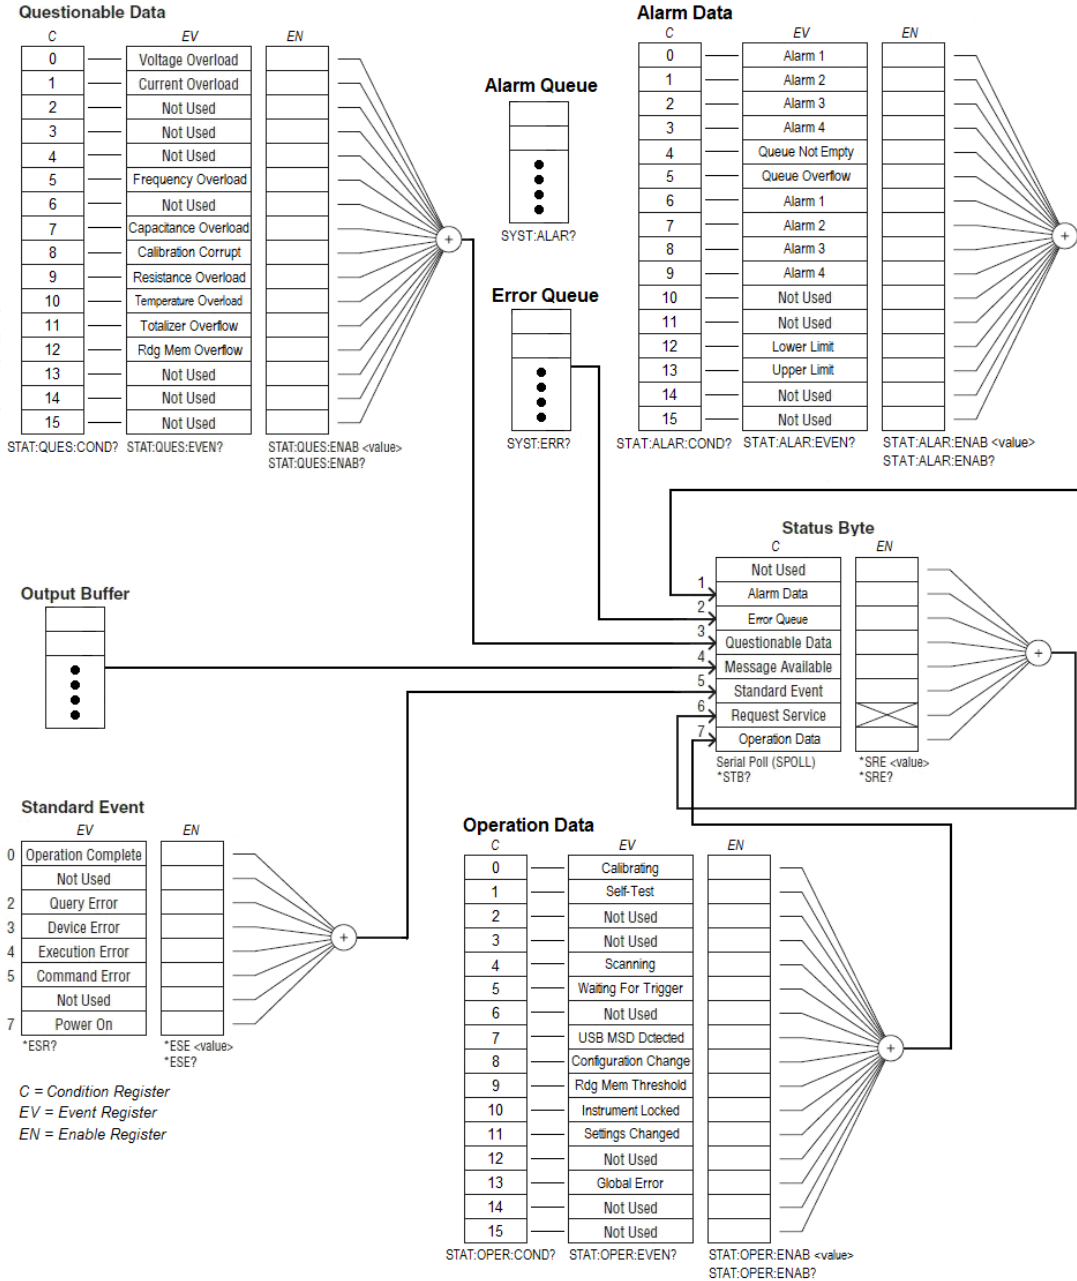 Questionable Data
C EV EN
0 Voltage Overload
1 Current Overload
2 Not Used
3 Not Used
4 Not Used
5 Frequency Overload
6 Not Used
7 Capacitance Overload
8 Calibration Corrupt
9 Resistance Overload
10 Temperature Overload
11 Totalizer Overflow
12 Rdg Mem Overflow
13 Not Used
14 Not Used
15 Not Used
STAT:QUES:COND? STAT:QUES:EVEN? STAT:QUES:ENAB <value>
STAT:QUES:ENAB?
+
Alarm Queue
SYST:ALAR?
Error Queue
SYST:ERR?
Alarm Data
C EV EN
0 Alarm 1
1 Alarm 2
2 Alarm 3
3 Alarm 4
4 Queue Not Empty
5 Queue Overflow
6 Alarm 1
7 Alarm 2
8 Alarm 3
9 Alarm 4
10 Not Used
11 Not Used
12 Lower Limit
13 Upper Limit
14 Not Used
15 Not Used
STAT:ALAR:COND? STAT:ALAR:EVEN? STAT:ALAR:ENAB <value>
STAT:ALAR:ENAB?
+
Status Byte
C EN
Not Used
1 Alarm Data
2 Error Queue
3 Questionable Data
4 Message Available
5 Standard Event
6 Request Service
7 Operation Data
Serial Poll (SPOLL) *SRE <value>
*STB? *SRE?
+
Output Buffer
Standard Event
EV EN
0 Operation Complete
Not Used
2 Query Error
3 Device Error
4 Execution Error
5 Command Error
Not Used
7 Power On
*ESR? *ESE <value>
*ESE?
+
C = Condition Register
EV = Event Register
EN = Enable Register
Operation Data
C EV EN
0 Calibrating
1 Self-Test
2 Not Used
3 Not Used
4 Scanning
5 Waiting For Trigger
6 Not Used
7 USB MSD Dctected
8 Configuration Change
9 Rdg Mem Threshold
10 Instrument Locked
11 Settings Changed
12 Not Used
13 Global Error
14 Not Used
15 Not Used
STAT:OPER:COND? STAT:OPER:EVEN? STAT:OPER:ENAB <value>
STAT:OPER:ENAB?
+